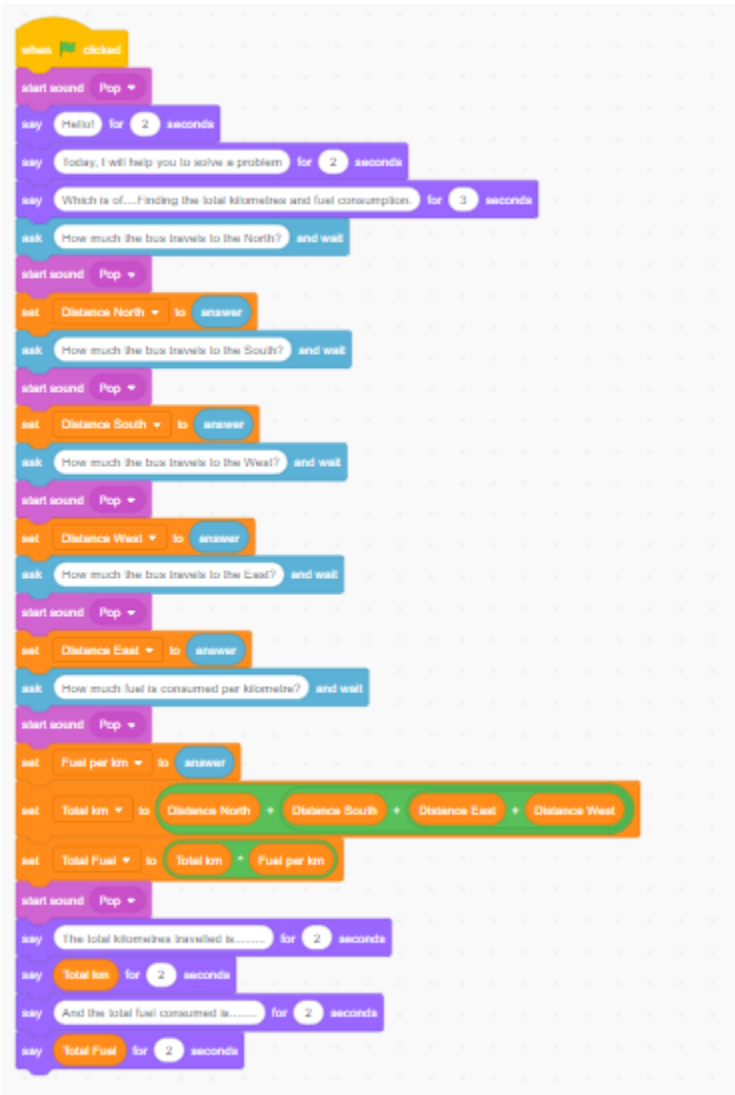 when clicked
start sound Pop
say Hello! for 2 seconds
say Today, I will help you to solve a problem for 2 seconds
say Which is of....Finding the total kilometres and fuel consumption. for 3 seconds
ask How much the bus travels to the North? and wait
start sound Pop
set Distance North to answer
ask How much the bus travels to the South? and wait
start sound Pop
set Distance South to answer
ask How much the bus travels to the West? and wait
start sound Pop
set Distance West to answer
ask How much the bus travels to the East? and wait
start sound Pop
set Distance East to answer
ask How much fuel is consumed per kilometre? and wait
start sound Pop
set Fuel per km to answer
set Total km to Distance North + Distance South + Distance East + Distance West
set Total Fuel to Total km * Fuel per km
start sound Pop
say The total kilometres travelled is......... for 2 seconds
say Total km for 2 seconds
say And the total fuel consumed is........ for 2 seconds
say Total Fuel for 2 seconds